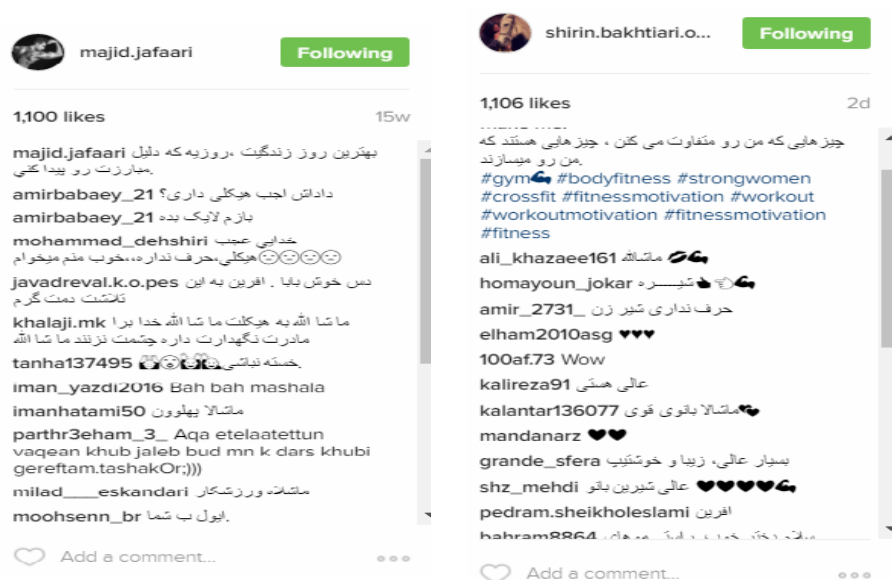 majid.jafaari
Following
1,100 likes
15w
majid.jafaari بهترین روز زندگیت ،روزیه که دلیل
مبارزت رو پیدا کنی.
amirbabaey_21 داداش اجب هیکلی داری؟
amirbabaey_21 بازم لایک بده
mohammad_dehshiri خدایی عجب
هیکلی،حرف نداره،،خوب منم میخوام
javadreval.k.o.pes دس خوش بابا . افرین به این
تلاشت دمت گرم
khalaji.mk ما شا الله به هیکلت ما شا الله خدا برا
مادرت نگهدارت داره چشمت نزنند ما شا الله
tanha137495 خسته نباشی.
iman_yazdi2016 Bah bah mashala
imanhatami50 ماشالا پهلوون
parthr3eham_3_ Aqa etelaatettun
vaqean khub jaleb bud mn k dars khubi
gereftam.tashakOr;)))
milad___eskandari ماشلاه ورزشکار
moohsenn_br ایول ب شما.
Add a comment...
shirin.bakhtiari.o...
Following
1,106 likes
2d
چیزهایی که من رو متفاوت می کنن ، چیزهایی هستند که
من رو میسازند.
#gym💪 #bodyfitness #strongwomen
#crossfit #fitnessmotivation #workout
#workoutmotivation #fitnessmotivation
#fitness
ali_khazaee161 ماشالله 💋💪
homayoun_jokar شیـــــره
amir_2731_ حرف نداری شیر زن
elham2010asg ♥♥♥
100af.73 Wow
kalireza91 عالی هستی
kalantar136077 ماشالا بانوی قوی
mandanarz ♥♥
grande_sfera بسیار عالی، زیبا و خوشتیپ
shz_mehdi عالی شیرین بانو ♥♥♥♥💪
pedram.sheikholeslami افرین
bahram8864 سلام دختر خوب
Add a comment...